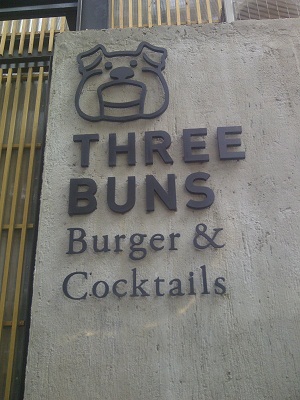 THREE
BUNS
Burger &
Cocktails